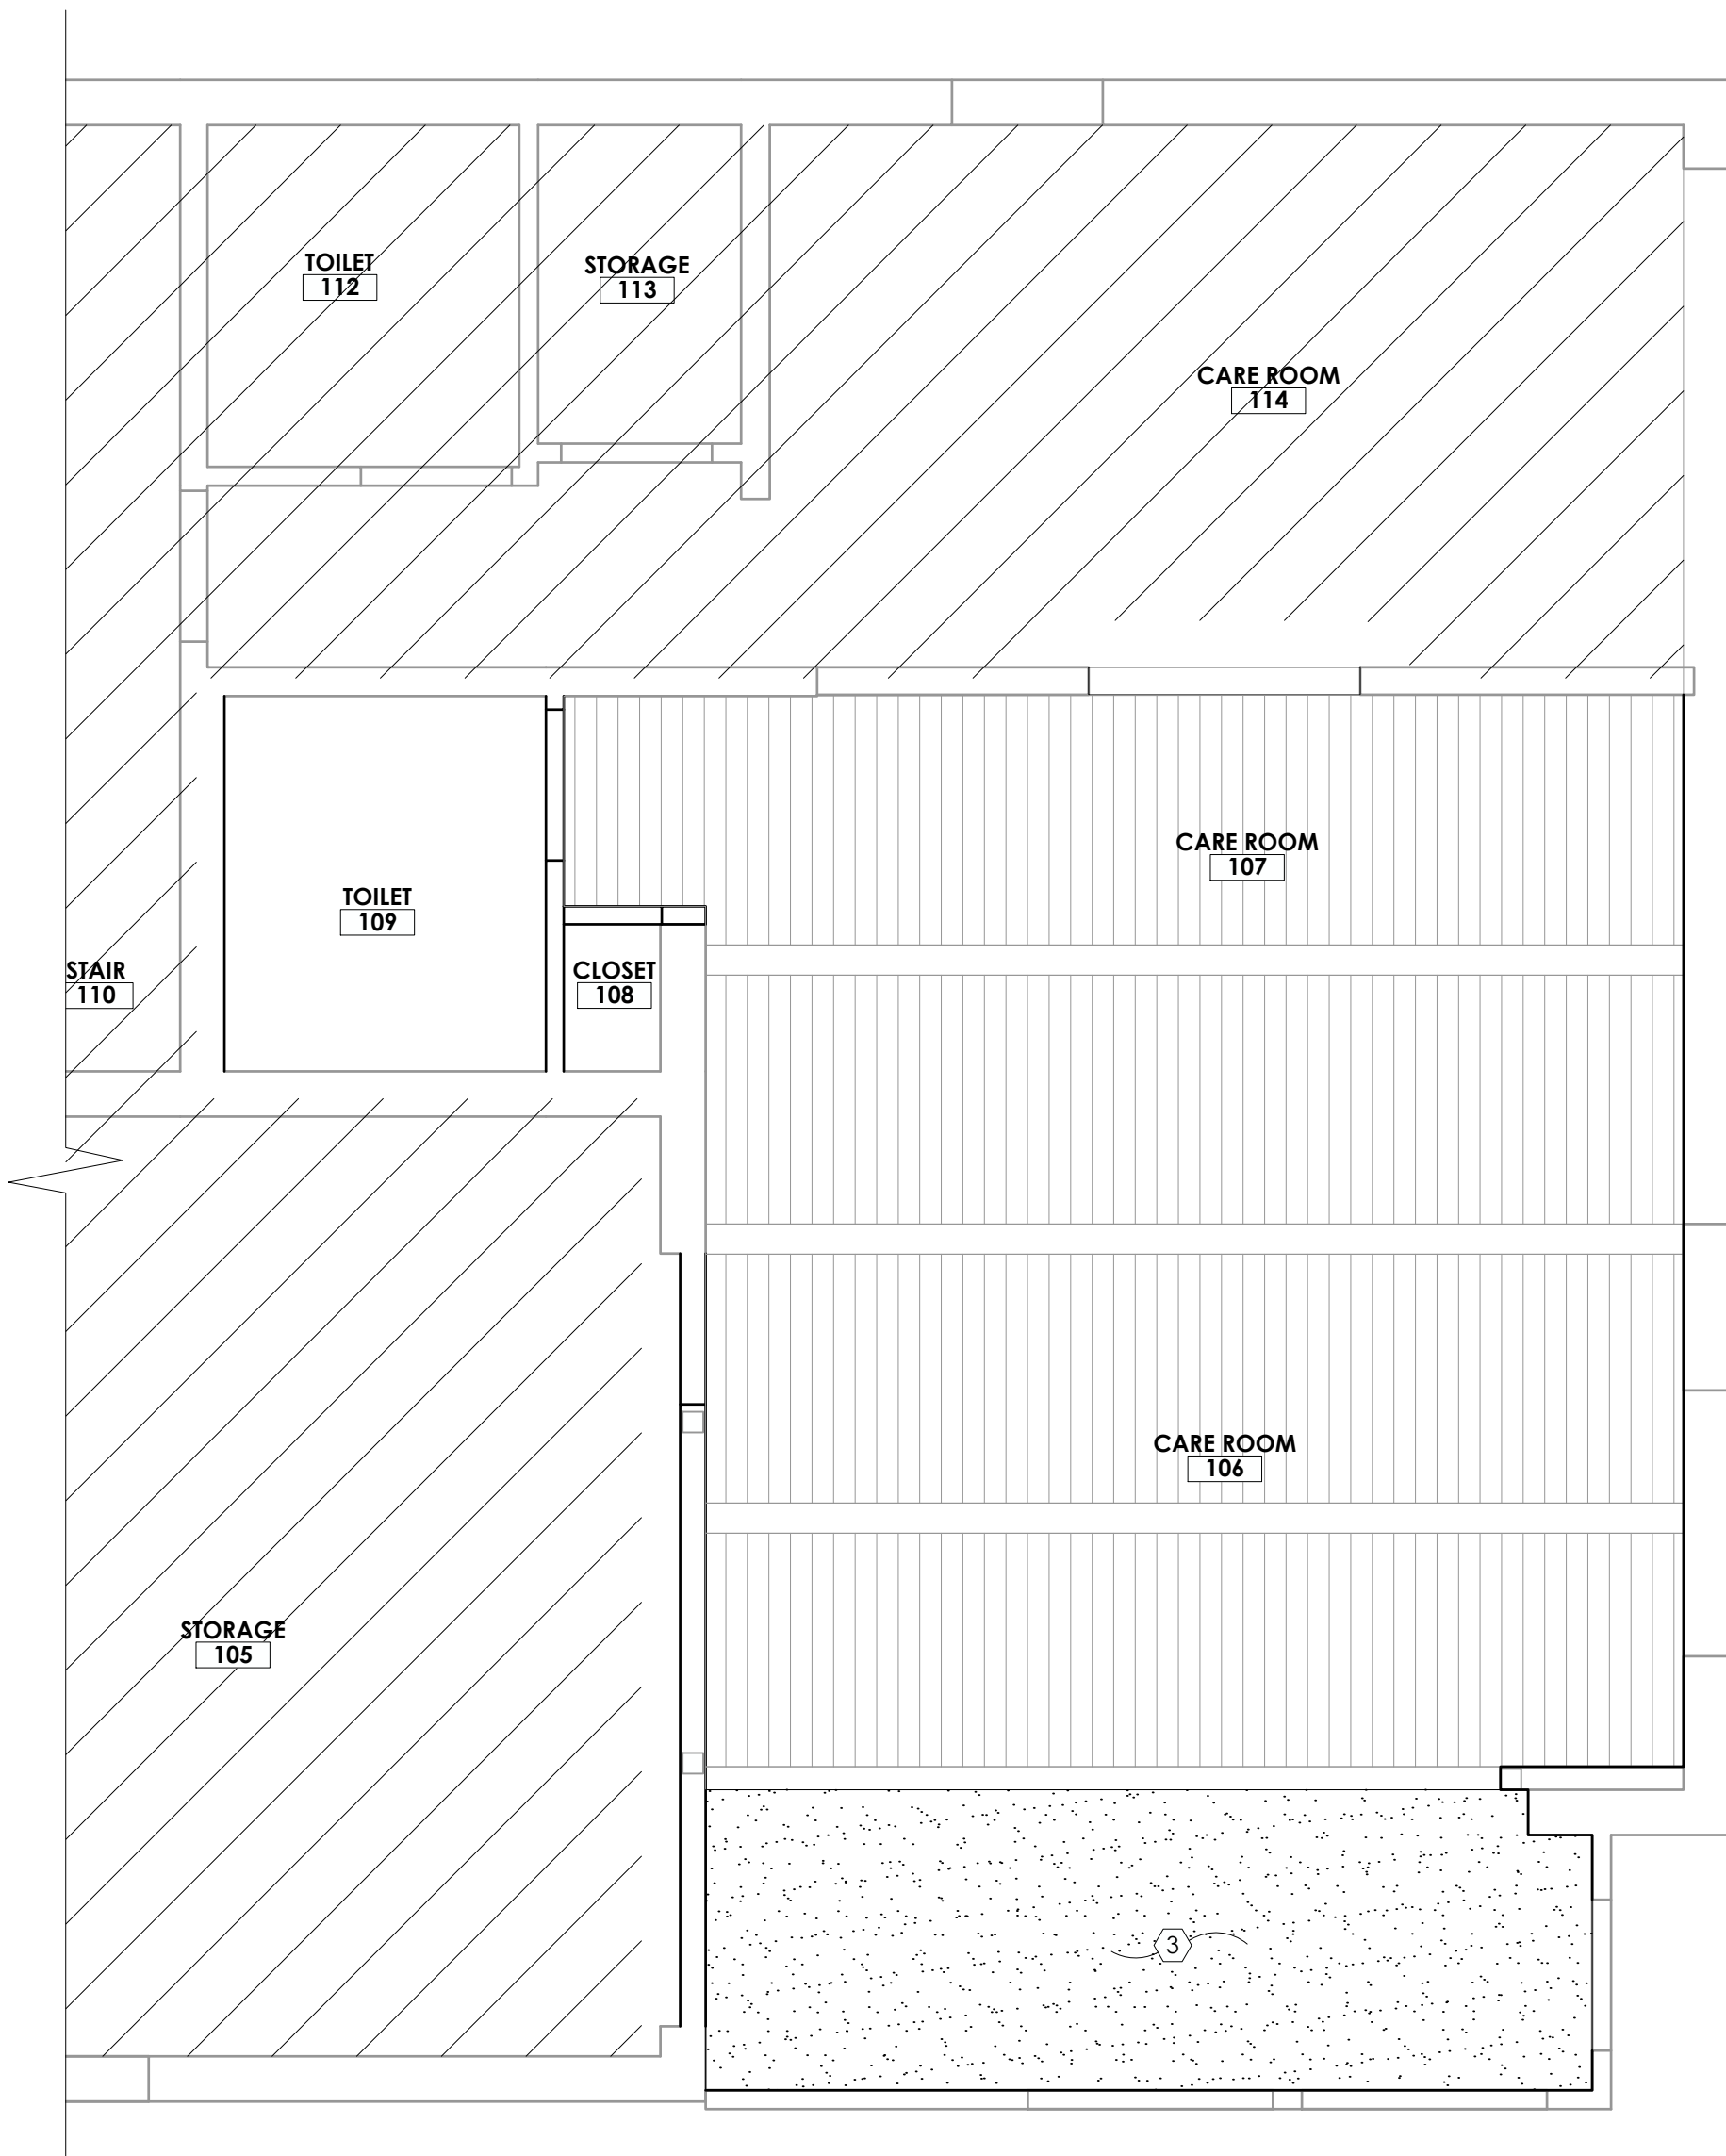 TOILET
112
STORAGE
113
CARE ROOM
114
CARE ROOM
107
TOILET
109
STAIR
110
CLOSET
108
CARE ROOM
106
STORAGE
105
3